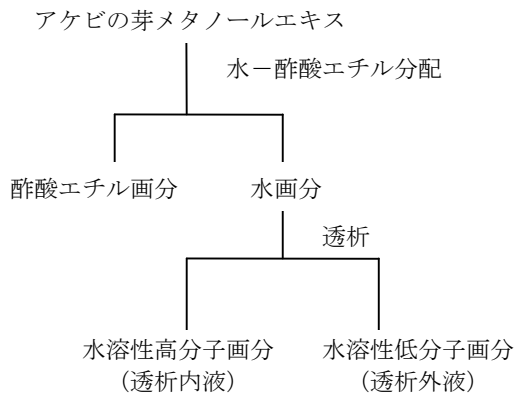 アケビの芽メタノールエキス
水－酢酸エチル分配
酢酸エチル画分
水画分
透析
水溶性高分子画分
（透析内液）
水溶性低分子画分
（透析外液）